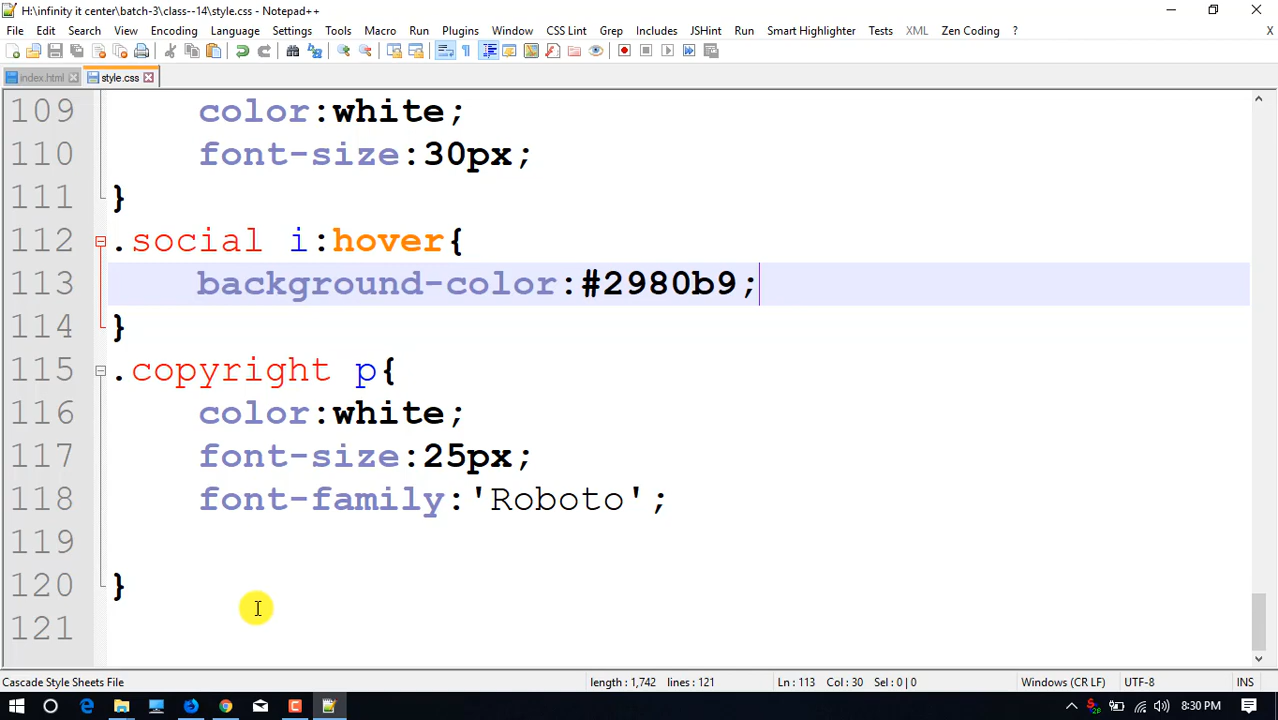 H:\infinity it center\batch-3\class--14\style.css - Notepad++
File Edit Search View Encoding Language Settings Tools Macro Run Plugins Window CSS Lint Grep Includes JSHint Run Smart Highlighter Tests XML Zen Coding ? X
index.html style.css
109 color:white;
110 font-size:30px;
111 }
112 .social i:hover{
113 background-color:#2980b9;
114 }
115 .copyright p{
116 color:white;
117 font-size:25px;
118 font-family:'Roboto';
119
120 }
121
Cascade Style Sheets File length : 1,742 lines : 121 Ln : 113 Col : 30 Sel : 0 | 0 Windows (CR LF) UTF-8 INS
8:30 PM